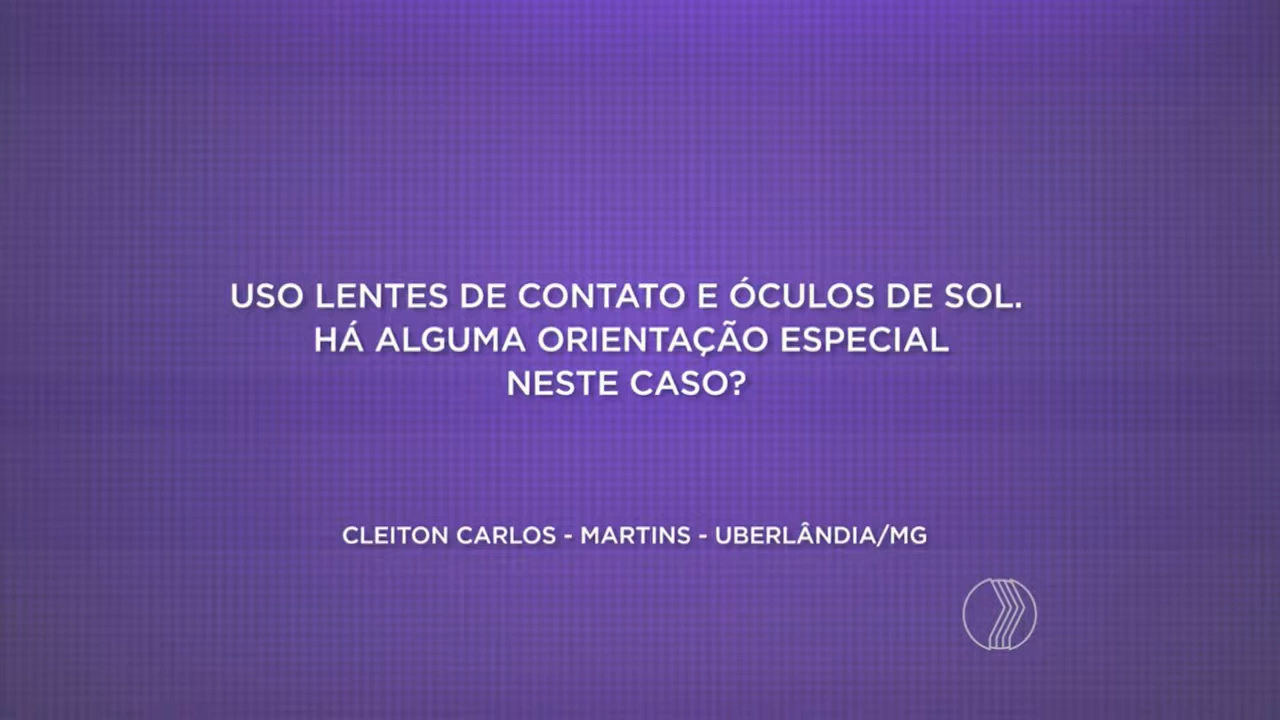 USO LENTES DE CONTATO E ÓCULOS DE SOL.
HÁ ALGUMA ORIENTAÇÃO ESPECIAL
NESTE CASO?
CLEITON CARLOS - MARTINS - UBERLÂNDIA/MG